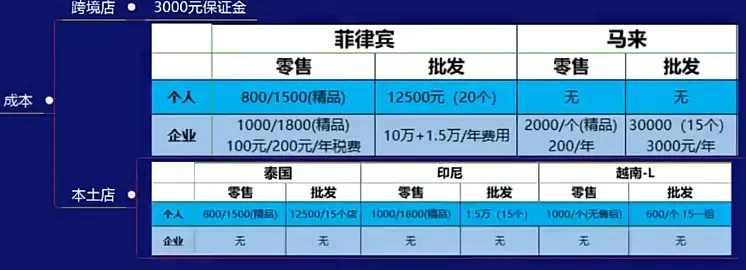 跨境店 3000元保证金
成本
本土店
菲律宾 马来
零售 批发 零售 批发
个人 800/1500(精品) 12500元（20个） 无 无
企业 1000/1800(精品) 100元/200元/年税费 10万+1.5万/年费用 2000/个(精品) 200/年 30000（15个） 3000元/年
泰国 印尼 越南-L
零售 批发 零售 批发 零售 批发
个人 800/1500(精品) 12500/15个店 1000/1800(精品) 1.5万（15个） 1000/个(无售后) 600/个 15一组
企业 无 无 无 无 无 无